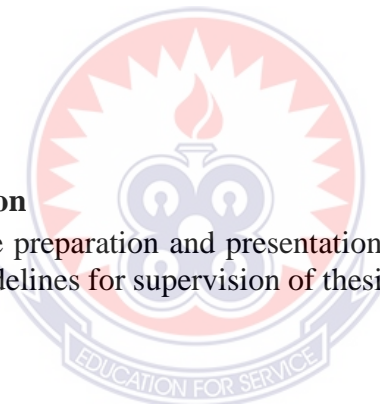 on
preparation and presentation
delines for supervision of thesi
EDUCATION FOR SERVICE